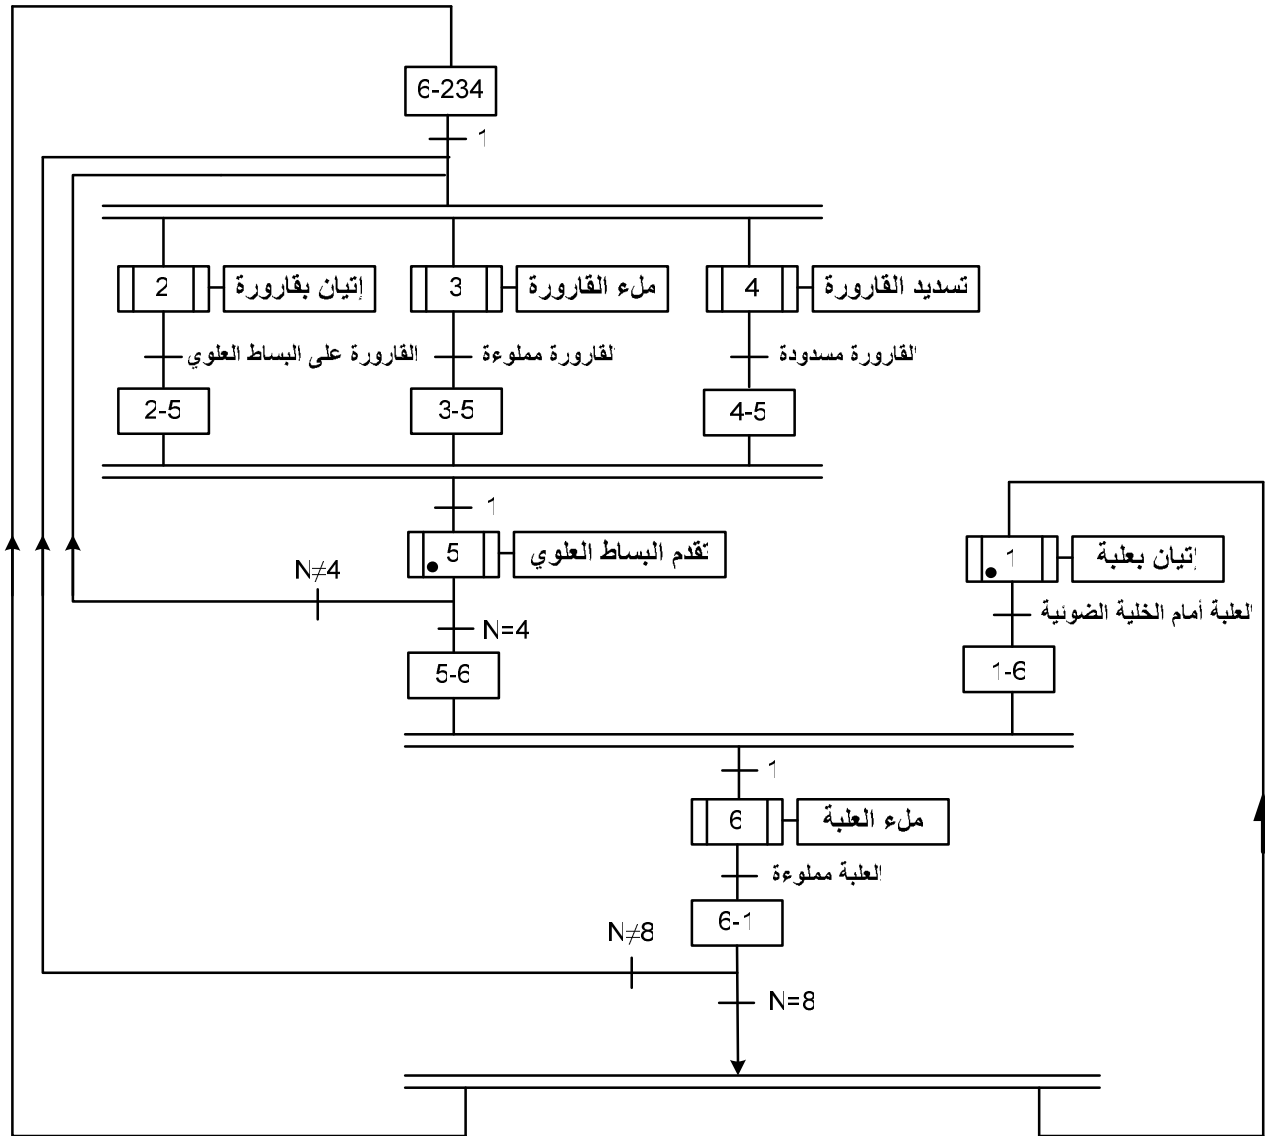 6-234
1
2
إتيان بقارورة
3
ملء القارورة
4
تسديد القارورة
القارورة على البساط العلوي
القارورة مملوءة
القارورة مسدودة
2-5
3-5
4-5
1
5
تقدم البساط العلوي
1
إتيان بعلبة
N≠4
N=4
العلبة أمام الخلية الضوئية
5-6
1-6
1
6
ملء العلبة
العلبة مملوءة
6-1
N≠8
N=8